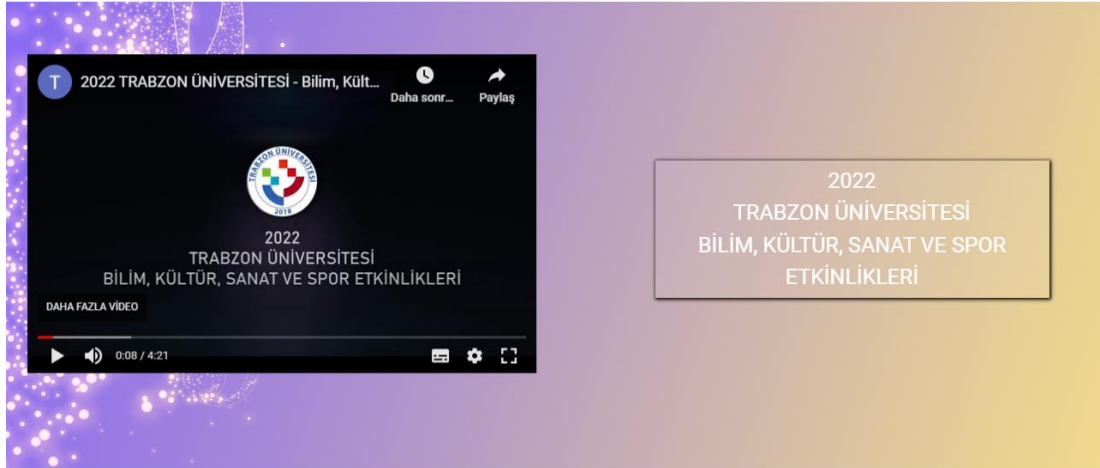 T
2022 TRABZON ÜNİVERSİTESİ - Bilim, Kült...
Daha sonr...
Paylaş
TRABZON ÜNİVERSİTESİ
2018
2022
TRABZON ÜNİVERSİTESİ
BİLİM, KÜLTÜR, SANAT VE SPOR ETKİNLİKLERİ
DAHA FAZLA VİDEO
0:08 / 4:21
2022
TRABZON ÜNİVERSİTESİ
BİLİM, KÜLTÜR, SANAT VE SPOR
ETKİNLİKLERİ